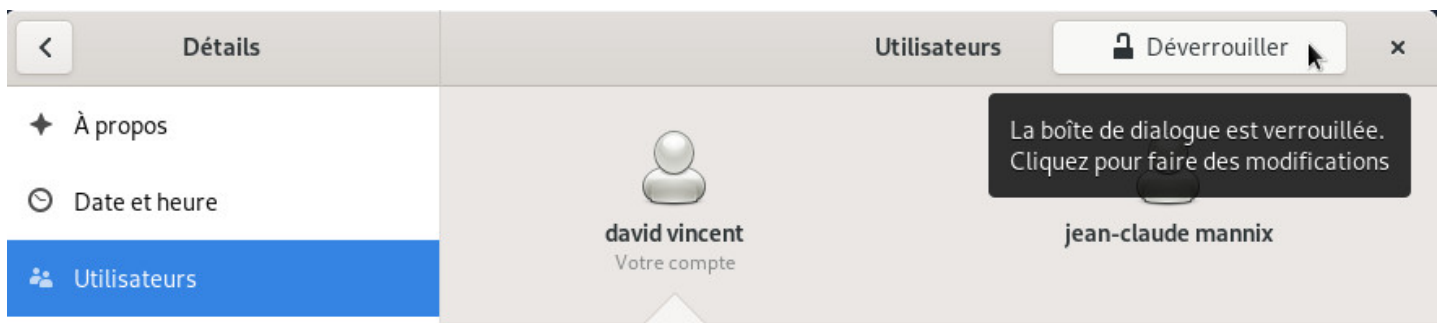 Détails
Utilisateurs
Déverrouiller
À propos
Date et heure
Utilisateurs
La boîte de dialogue est verrouillée.
Cliquez pour faire des modifications
david vincent
Votre compte
jean-claude mannix